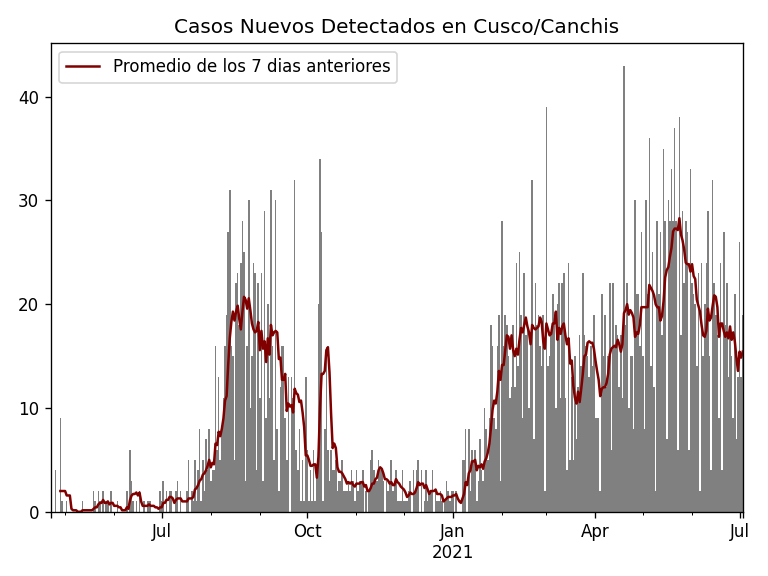 Casos Nuevos Detectados en Cusco/Canchis
Promedio de los 7 dias anteriores
40
30
20
10
0
Jul
Oct
Jan
2021
Apr
Jul